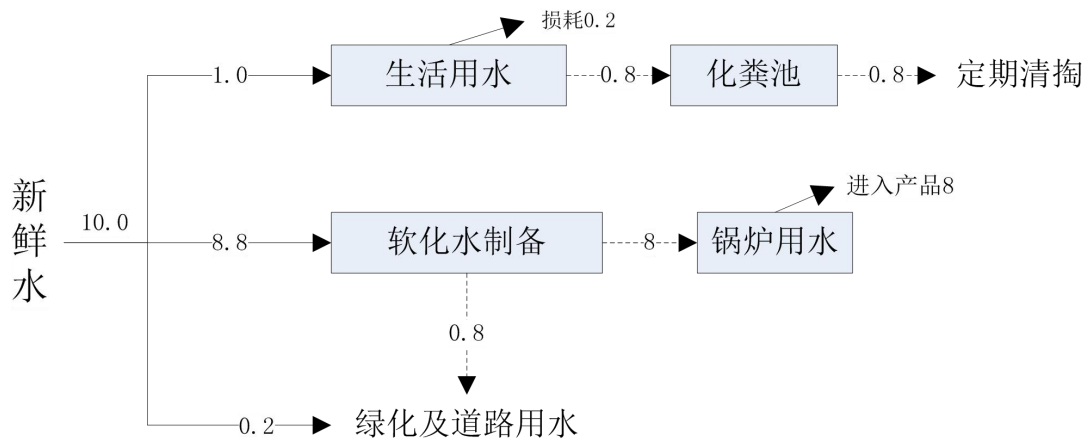 损耗0.2
1.0
生活用水
0.8
化粪池
0.8
定期清掏
新鲜水
10.0
进入产品8
8.8
软化水制备
8
锅炉用水
0.8
0.2
绿化及道路用水